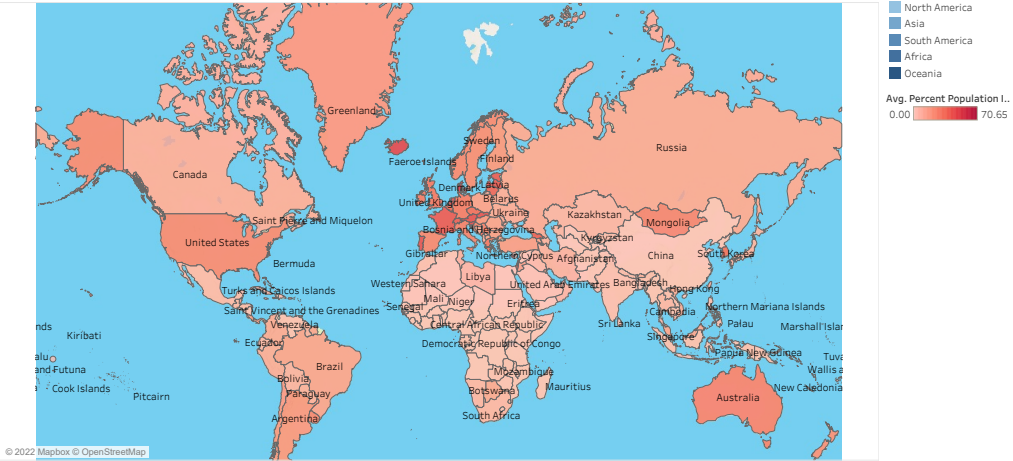 North America
Asia
South America
Africa
Oceania
Avg. Percent Population I..
0.00 70.65
Greenland
Sweden
Russia
Finland
Faeroe Islands
Canada
Denmark Latvia
Belarus
United Kingdom
Ukraine
Kazakhstan
Saint Pierre and Miquelon
Mongolia
Bosnia and Herzegovina
Kyrgyzstan
United States
Gibraltar
Northern Cyprus
Afghanistan
China
South Korea
Bermuda
Libya
Western Sahara
United Arab Emirates
Bangladesh
Hong Kong
Turks and Caicos Islands
Mali
Niger
Eritrea
Senegal
Northern Mariana Islands
Saint Vincent and the Grenadines
Cambodia
Central African Republic
Sri Lanka
Palau
Marshall Islar
nds
Venezuela
Kiribati
Singapore
Ecuador
Democratic Republic of Congo
Papua New Guinea
alu
Tuva
Brazil
and Futuna
Mozambique
Wallis a
Bolivia
Mauritius
Cook Islands
Botswana
New Caledonia
Paraguay
Pitcairn
Australia
Argentina
South Africa
© 2022 Mapbox © OpenStreetMap